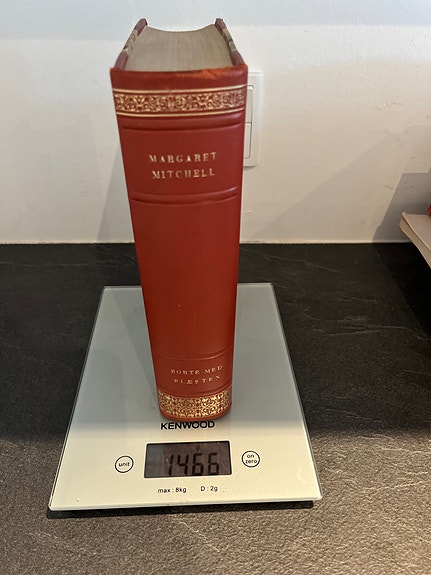 MARGARET
MITCHELL
BORTE MED
BLÆSTEN
KENWOOD
1466
unit
on
zero
max : 8kg D : 2g